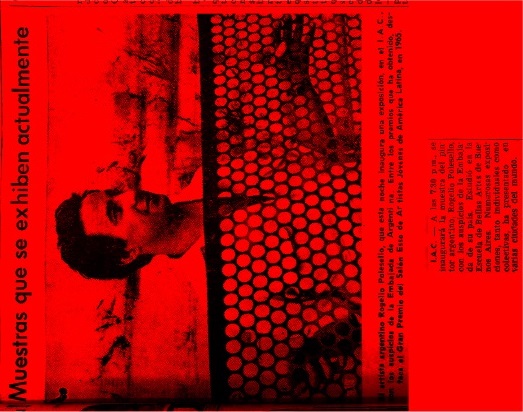 Muestras que se exhiben actualmente
El artista argentino Rogelio Polesello, que esta noche inaugura una exposición, en el I.A.C.,
con los auspicios de la Embajada de Argentina. Entre los premios que ha obtenido, des-
taca el Gran Premio del Salón Esso de Artistas Jóvenes de América Latina, en 1965.
I.A.C. — A las 7.30 p.m., se
inaugurará la muestra del pin
tor argentino, Rogelio Polesello,
con los auspicios de la Embaja
da de su país. Estudió en la
Escuela de Bellas Artes de Bue
nos Aires. Numerosas exposi
ciones, tanto individuales como
colectivas, ha presentado en
varias ciudades del mundo.